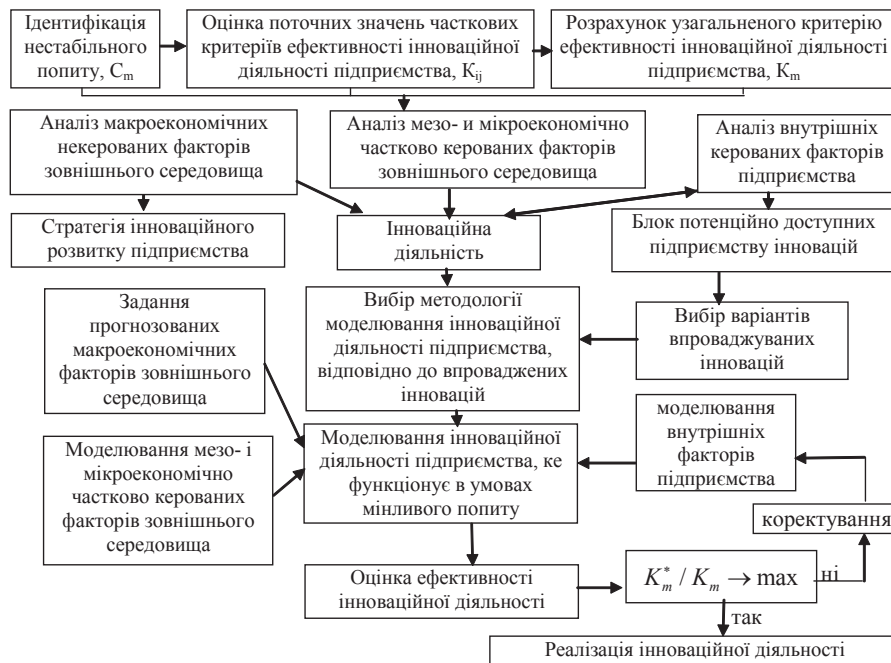 Ідентифікація
нестабільного
попиту, Cm
Оцінка поточних значень часткових
критеріїв ефективності інноваційної
діяльності підприємства, Kij
Розрахунок узагальненого критерію
ефективності інноваційної діяльності
підприємства, Km
Аналіз макроекономічних
некерованих факторів
зовнішнього середовища
Аналіз мезо- и мікроекономічно
частково керованих факторів
зовнішнього середовища
Аналіз внутрішніх
керованих факторів
підприємства
Стратегія інноваційного
розвитку підприємства
Інноваційна
діяльність
Блок потенційно доступних
підприємству інновацій
Задання
прогнозованих
макроекономічних
факторів зовнішнього
середовища
Вибір методології
моделювання інноваційної
діяльності підприємства,
відповідно до впроваджених
інновацій
Вибір варіантів
впроваджуваних
інновацій
Моделювання мезо- і
мікроекономічно
частково керованих
факторів зовнішнього
середовища
Моделювання інноваційної
діяльності підприємства, ке
функціонує в умовах
мінливого попиту
моделювання
внутрішніх
факторів
підприємства
коректування
Оцінка ефективності
інноваційної діяльності
K*m / Km → max
ні
так
Реалізація інноваційної діяльності